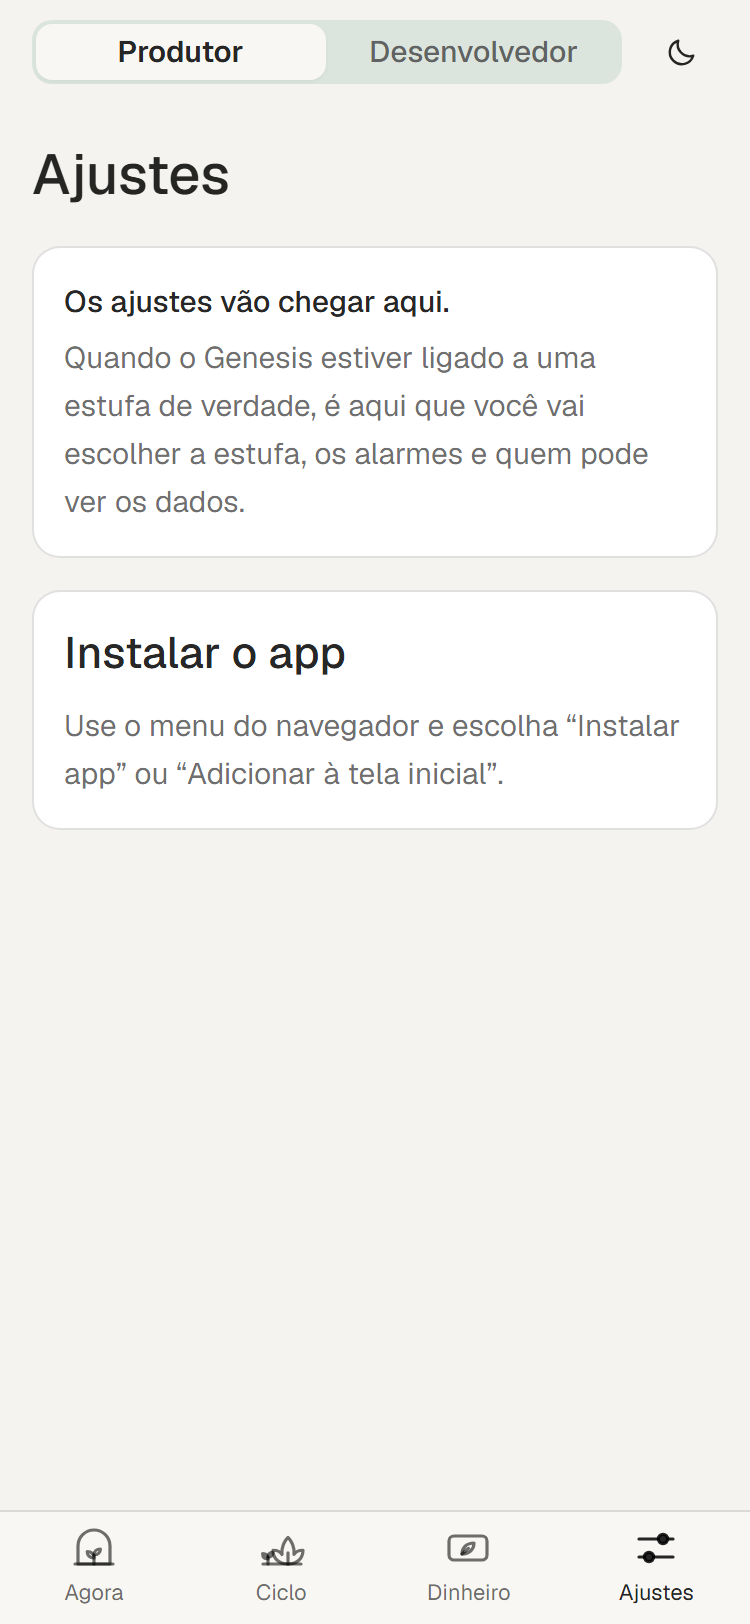 Produtor
Desenvolvedor
Ajustes
Os ajustes vão chegar aqui.
Quando o Genesis estiver ligado a uma
estufa de verdade, é aqui que você vai
escolher a estufa, os alarmes e quem pode
ver os dados.
Instalar o app
Use o menu do navegador e escolha “Instalar
app” ou “Adicionar à tela inicial”.
Agora
Ciclo
Dinheiro
Ajustes